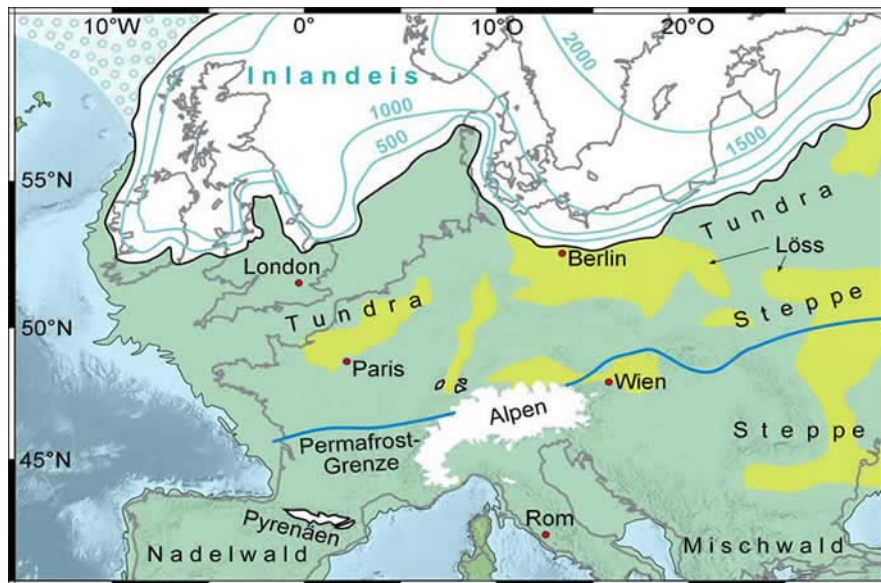 10°W 0° 10°O 20°O
Inlandeis
2000
1000
500
1500
55°N
Tundra
Löss
London
Berlin
Steppe
Tundra
50°N
Paris
Wien
Alpen
Permafrost-
Grenze
Steppe
45°N
Pyrenäen
Rom
Nadelwald
Mischwald